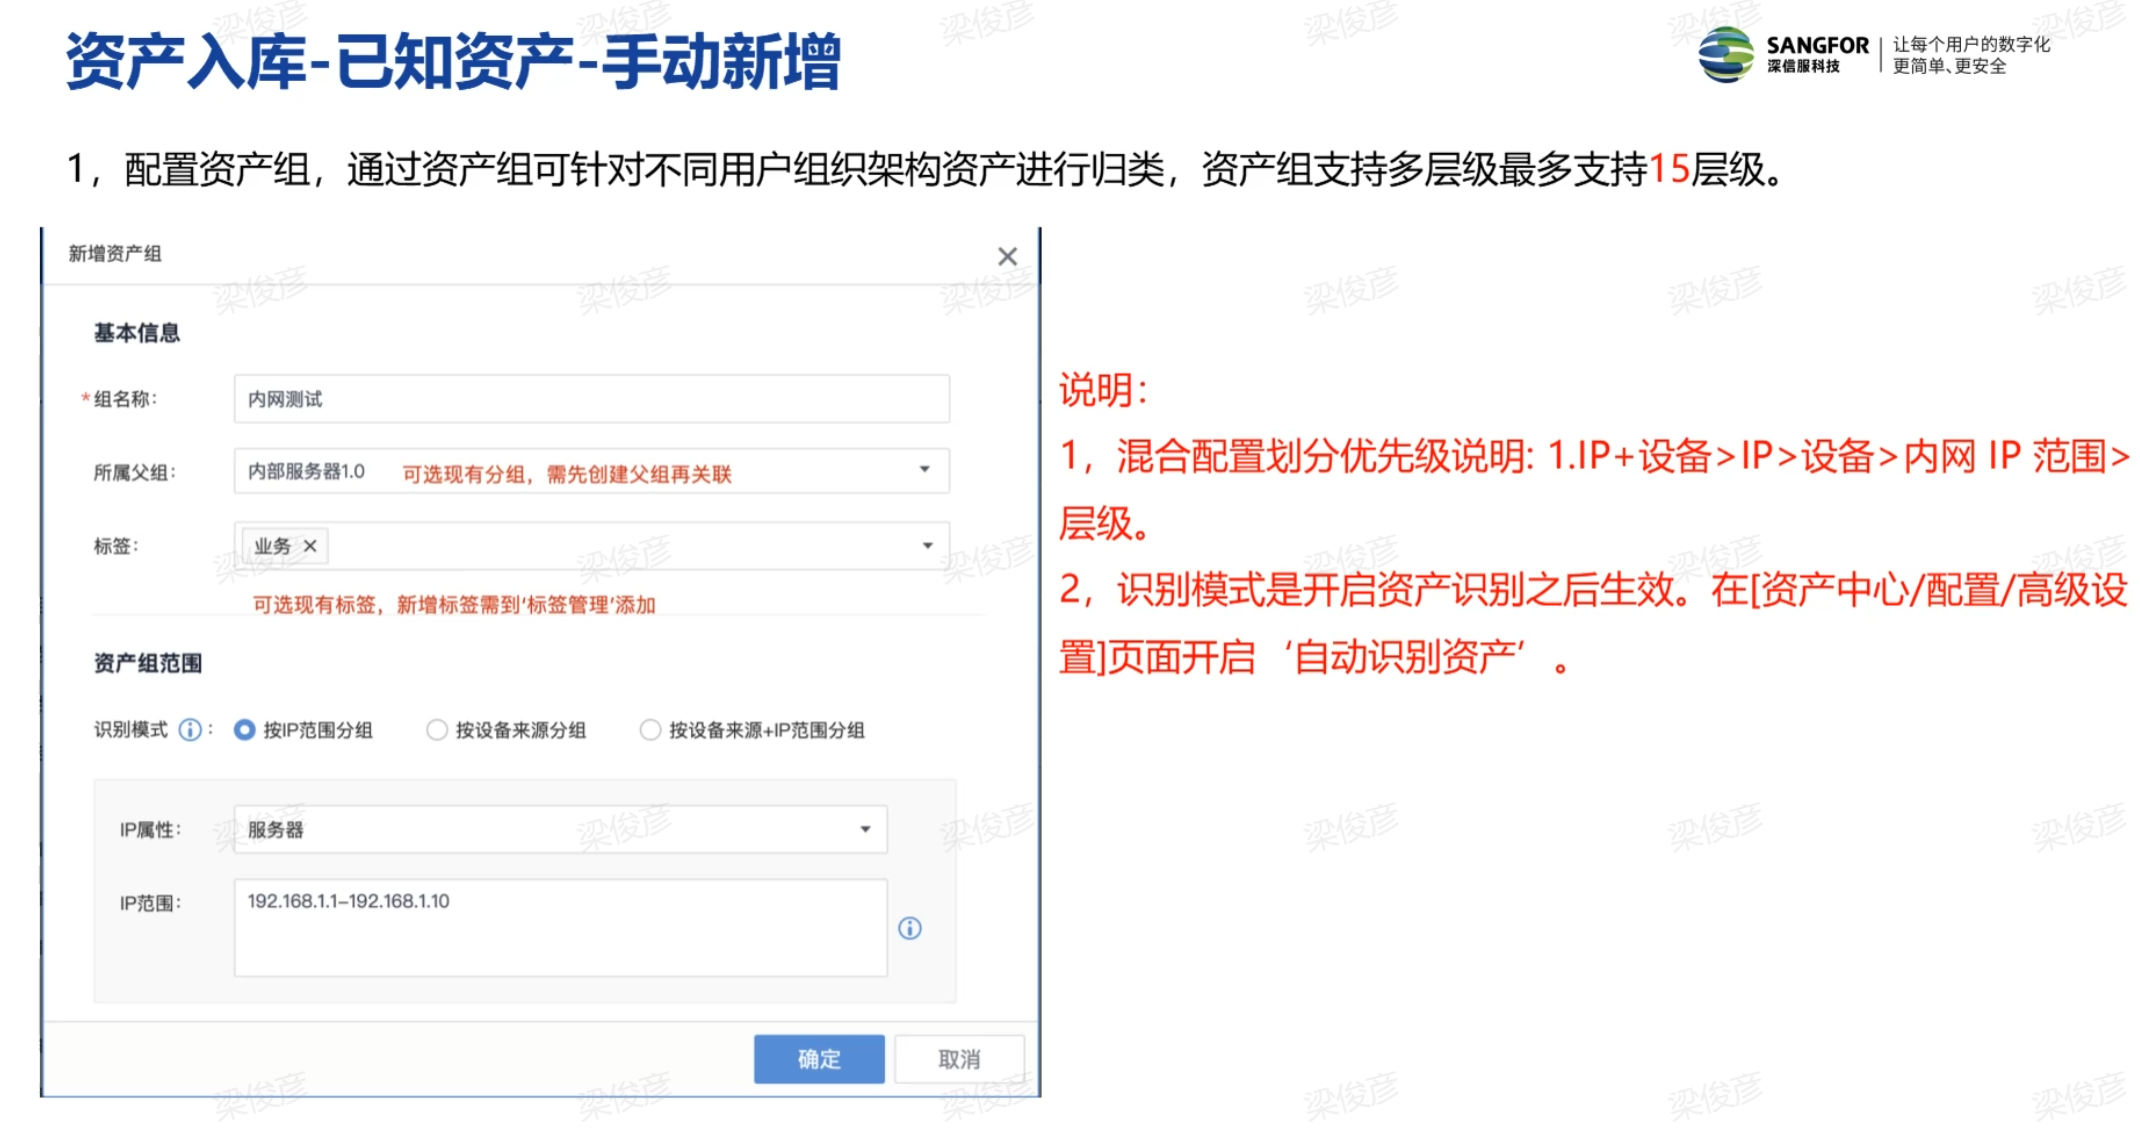 资产入库-已知资产-手动新增
SANGFOR
深信服科技
让每个用户的数字化
更简单、更安全
1，配置资产组，通过资产组可针对不同用户组织架构资产进行归类，资产组支持多层级最多支持15层级。
新增资产组
基本信息
*组名称：
内网测试
所属父组：
内部服务器1.0 可选现有分组，需先创建父组再关联
标签：
业务 ×
可选现有标签，新增标签需到‘标签管理’添加
资产组范围
识别模式 ： 按IP范围分组 按设备来源分组 按设备来源+IP范围分组
IP属性：
服务器
IP范围：
192.168.1.1-192.168.1.10
确定 取消
说明：
1，混合配置划分优先级说明: 1.IP+设备>IP>设备>内网 IP 范围>
层级。
2，识别模式是开启资产识别之后生效。在[资产中心/配置/高级设
置]页面开启‘自动识别资产’。
梁俊彦